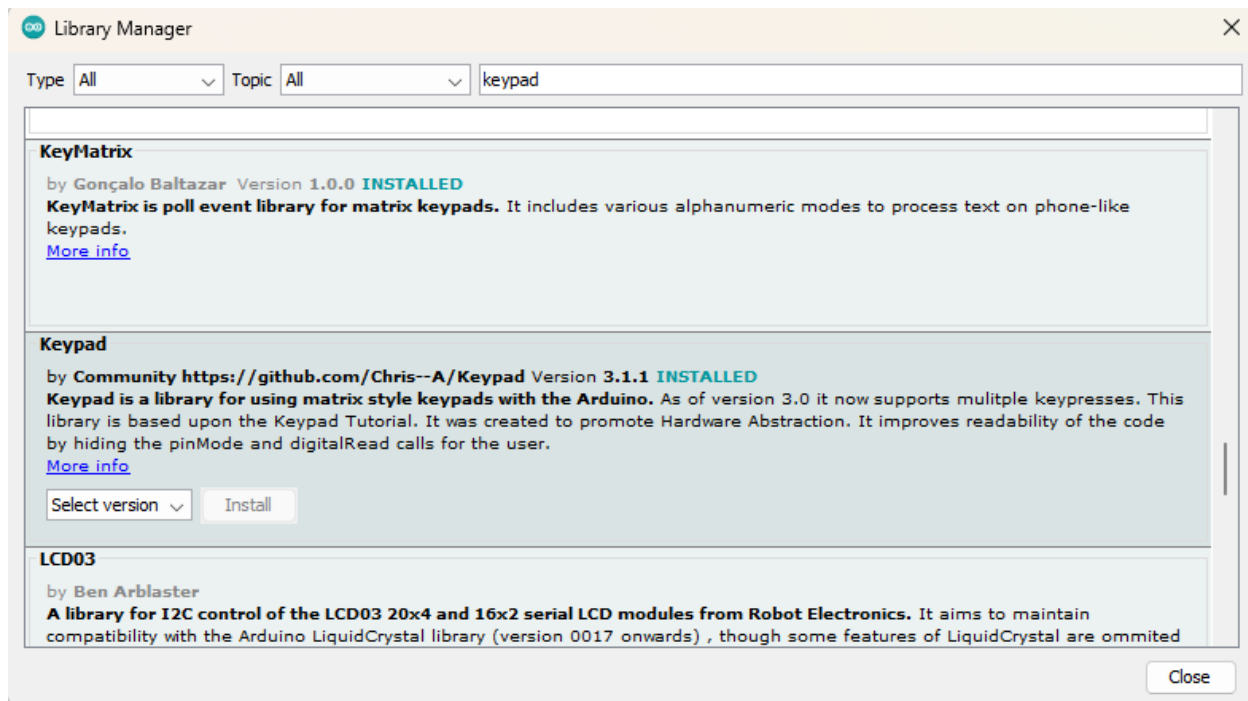 Library Manager
Type All Topic All keypad
KeyMatrix
by Gonçalo Baltazar Version 1.0.0 INSTALLED
KeyMatrix is poll event library for matrix keypads. It includes various alphanumeric modes to process text on phone-like
keypads.
More info
Keypad
by Community https://github.com/Chris--A/Keypad Version 3.1.1 INSTALLED
Keypad is a library for using matrix style keypads with the Arduino. As of version 3.0 it now supports mulitple keypresses. This
library is based upon the Keypad Tutorial. It was created to promote Hardware Abstraction. It improves readability of the code
by hiding the pinMode and digitalRead calls for the user.
More info
Select version Install
LCD03
by Ben Arblaster
A library for I2C control of the LCD03 20x4 and 16x2 serial LCD modules from Robot Electronics. It aims to maintain
compatibility with the Arduino LiquidCrystal library (version 0017 onwards) , though some features of LiquidCrystal are ommited
Close